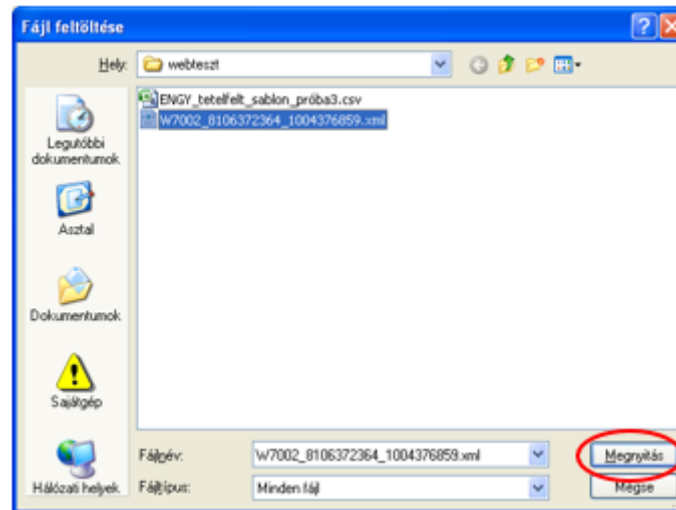 Fájl feltöltése
Hely:
webteszt
ENGY_tetelfelt_sablon_próba3.csv
W7002_8106372364_1004376859.xml
Legutóbbi
dokumentumok
Asztal
Dokumentumok
Sajátgép
Hálózati helyek
Fájlnév:
W7002_8106372364_1004376859.xml
Megnyitás
Fájltípus:
Minden fájl
Mégse